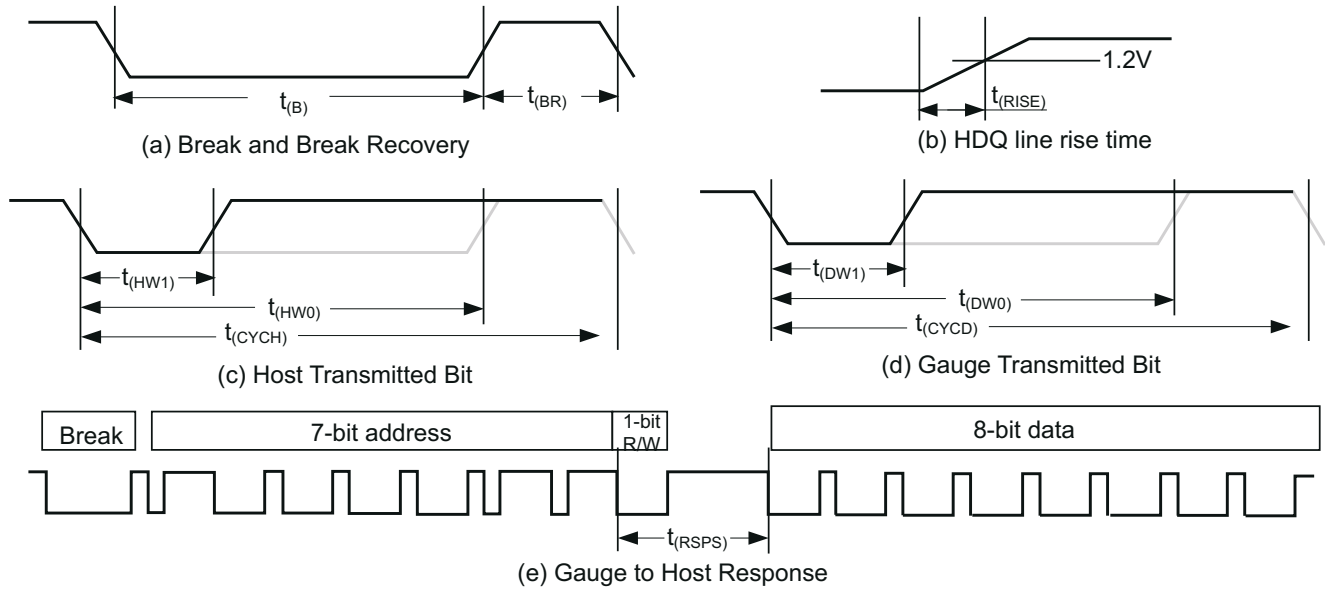 t(B)
t(BR)
(a) Break and Break Recovery
1.2V
t(RISE)
(b) HDQ line rise time
t(HW1)
t(HW0)
t(CYCH)
(c) Host Transmitted Bit
t(DW1)
t(DW0)
t(CYCD)
(d) Gauge Transmitted Bit
Break
7-bit address
1-bit
R/W
8-bit data
t(RSPS)
(e) Gauge to Host Response